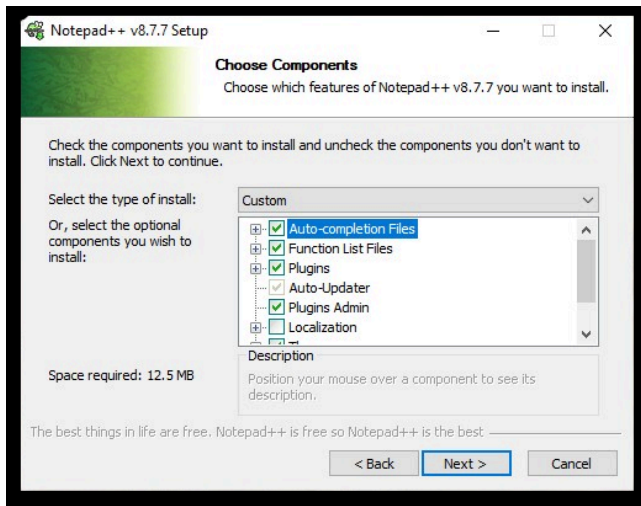 Notepad++ v8.7.7 Setup
Choose Components
Choose which features of Notepad++ v8.7.7 you want to install.
Check the components you want to install and uncheck the components you don't want to
install. Click Next to continue.
Select the type of install:
Custom
Or, select the optional
components you wish to
install:
Auto-completion Files
Function List Files
Plugins
Auto-Updater
Plugins Admin
Localization
Space required: 12.5 MB
Description
Position your mouse over a component to see its
description.
The best things in life are free. Notepad++ is free so Notepad++ is the best
< Back
Next >
Cancel